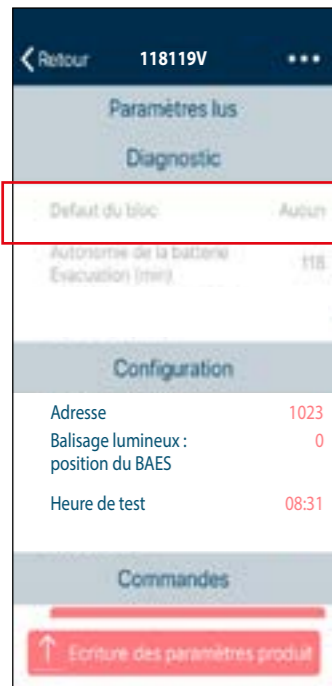 Retour 118119V
Paramètres lus
Diagnostic
Defaut du bloc Aucun
Autonomie de la batterie 118
Evacuation (min)
Configuration
Adresse 1023
Balisage lumineux : 0
position du BAES
Heure de test 08:31
Commandes
Ecriture des paramètres produit